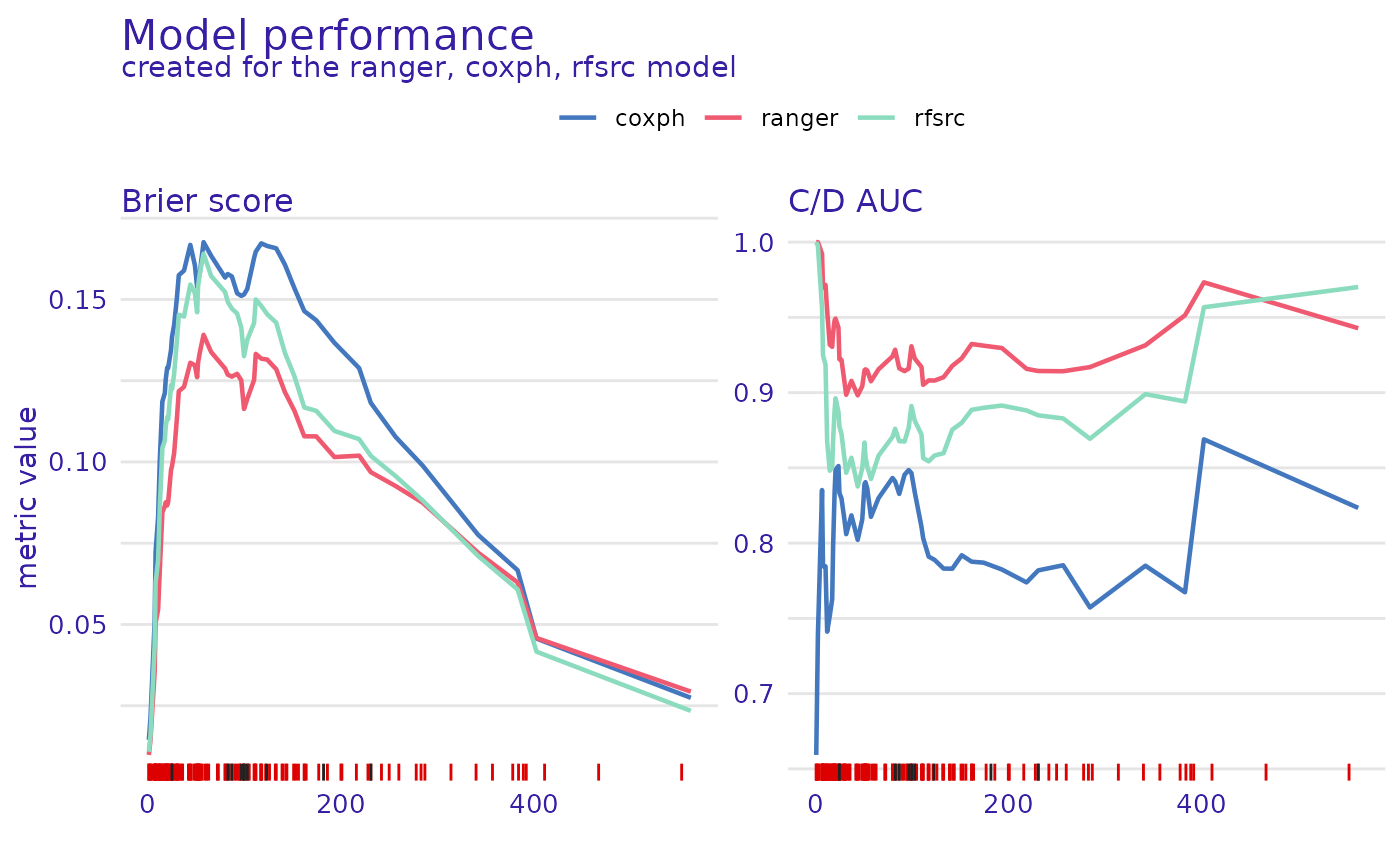 Model performance
created for the ranger, coxph, rfsrc model
coxph ranger rfsrc
Brier score
C/D AUC
metric value
0.15
0.10
0.05
0 200 400
1.0
0.9
0.8
0.7
0 200 400